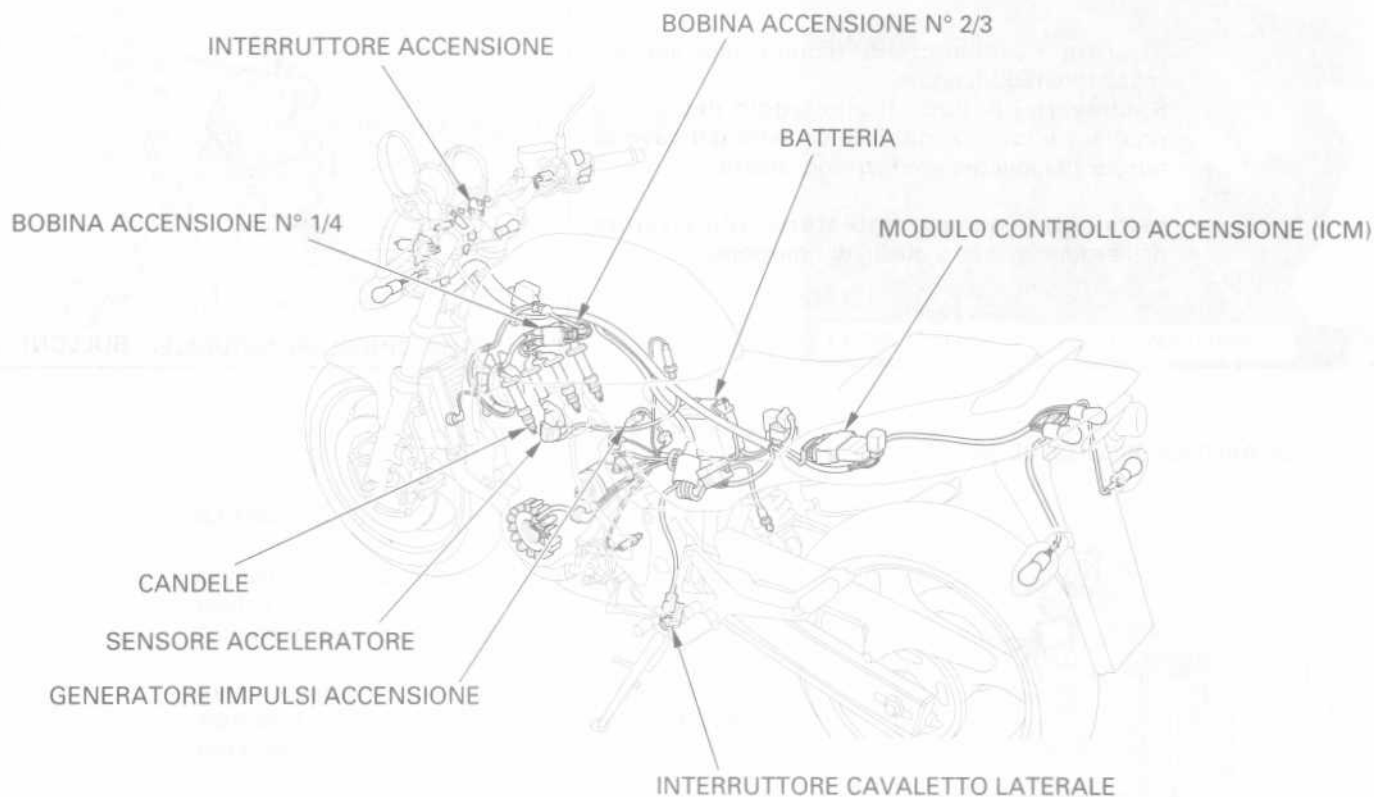 BOBINA ACCENSIONE N° 2/3
INTERRUTTORE ACCENSIONE
BATTERIA
BOBINA ACCENSIONE N° 1/4
MODULO CONTROLLO ACCENSIONE (ICM)
CANDELE
SENSORE ACCELERATORE
GENERATORE IMPULSI ACCENSIONE
INTERRUTTORE CAVALETTO LATERALE